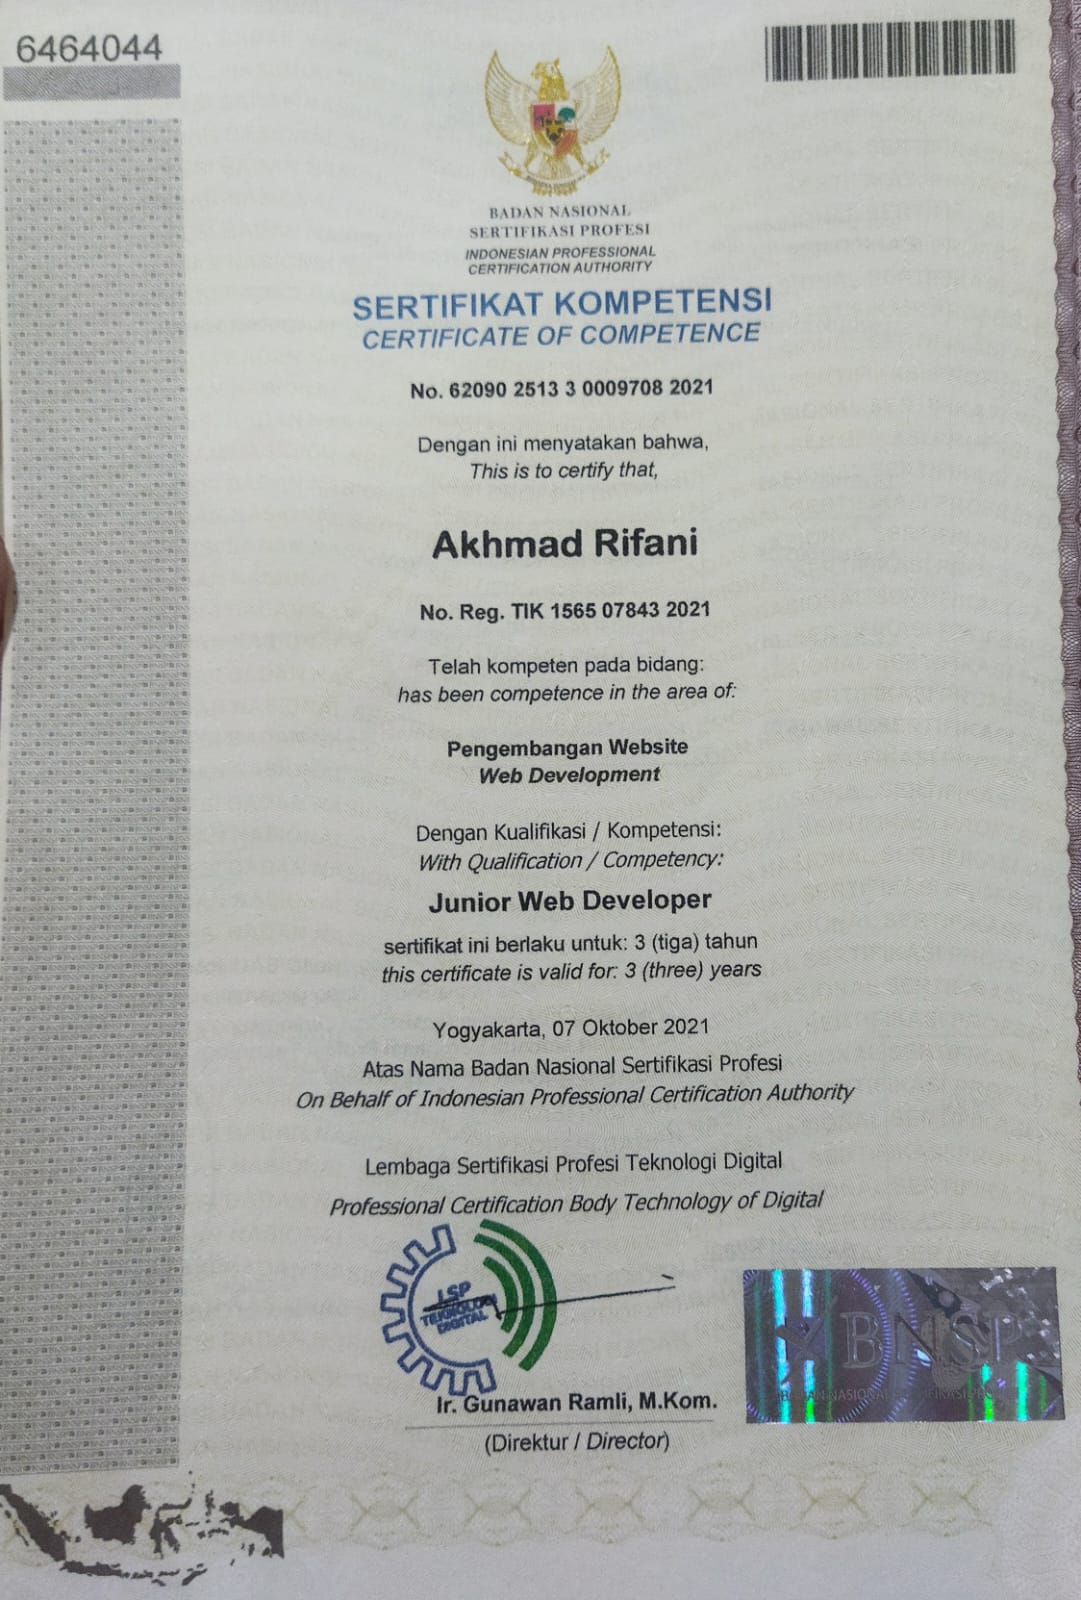 6464044
BADAN NASIONAL
SERTIFIKASI PROFESI
INDONESIAN PROFESSIONAL
CERTIFICATION AUTHORITY
SERTIFIKAT KOMPETENSI
CERTIFICATE OF COMPETENCE
No. 62090 2513 3 0009708 2021
Dengan ini menyatakan bahwa,
This is to certify that,
Akhmad Rifani
No. Reg. TIK 1565 07843 2021
Telah kompeten pada bidang:
has been competence in the area of:
Pengembangan Website
Web Development
Dengan Kualifikasi / Kompetensi:
With Qualification / Competency:
Junior Web Developer
sertifikat ini berlaku untuk: 3 (tiga) tahun
this certificate is valid for: 3 (three) years
Yogyakarta, 07 Oktober 2021
Atas Nama Badan Nasional Sertifikasi Profesi
On Behalf of Indonesian Professional Certification Authority
Lembaga Sertifikasi Profesi Teknologi Digital
Professional Certification Body Technology of Digital
LSP
TEKNOLOGI
DIGITAL
BNSP
Ir. Gunawan Ramli, M.Kom.
(Direktur / Director)